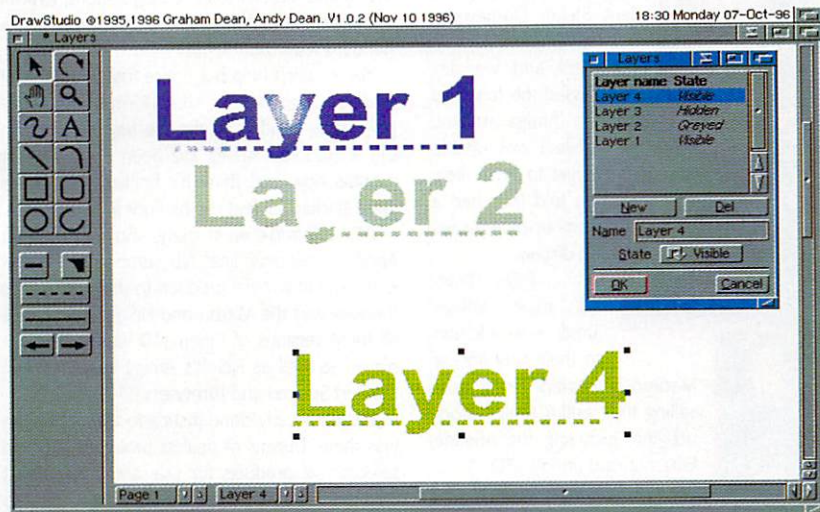 DrawStudio ©1995,1996 Graham Dean, Andy Dean. V1.0.2 (Nov 10 1996) 18:30 Monday 07-Oct-96
* Layers
Layers
Layer name State
Layer 4 Visible
Layer 3 Hidden
Layer 2 Greyed
Layer 1 Visible
New Del
Name Layer 4
State Visible
OK Cancel
A
Layer 1
Layer 2
Layer 4
Page 1 Layer 4